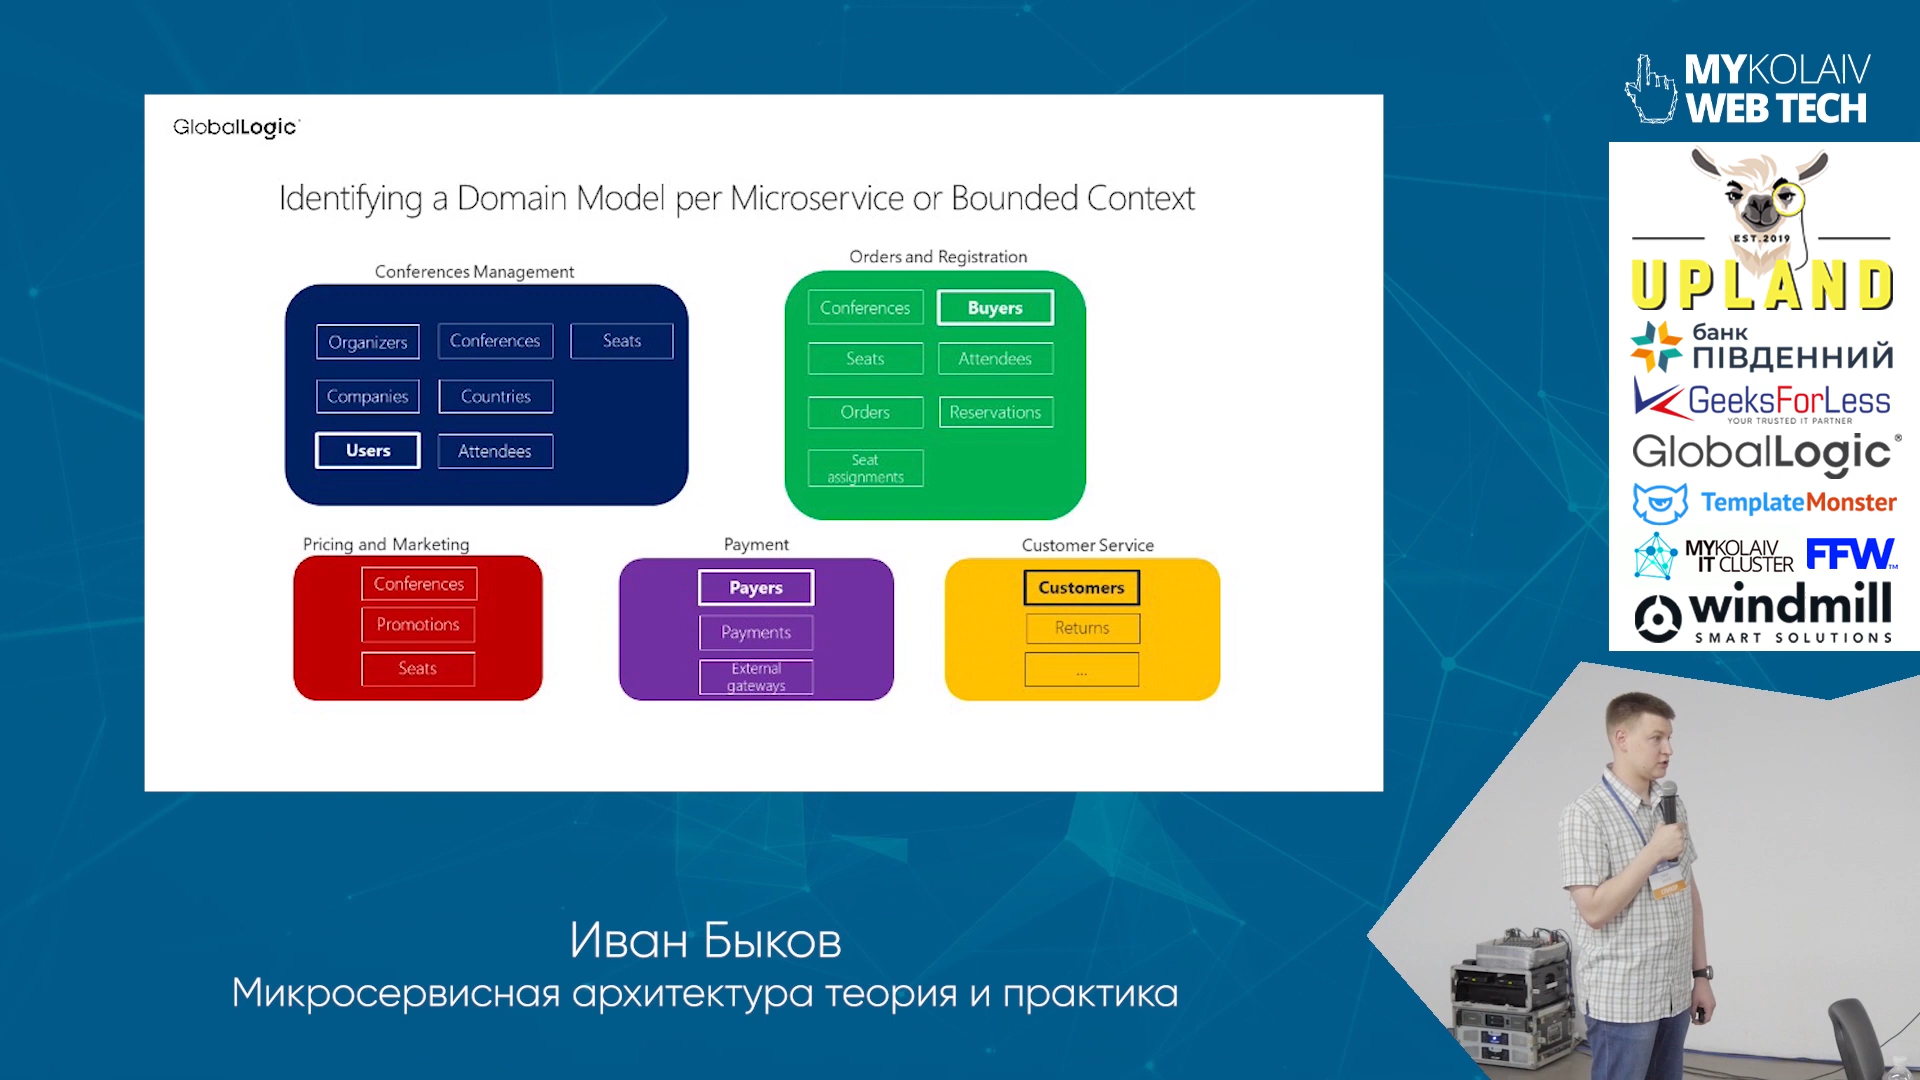 GlobalLogic
Identifying a Domain Model per Microservice or Bounded Context
Conferences Management
Organizers
Conferences
Seats
Companies
Countries
Users
Attendees
Orders and Registration
Conferences
Buyers
Seats
Attendees
Orders
Reservations
Seat
assignments
Pricing and Marketing
Conferences
Promotions
Seats
Payment
Payers
Payments
External
gateways
Customer Service
Customers
Returns
...
Иван Быков
Микросервисная архитектура теория и практика
MYKOLAIV
WEB TECH
EST.2019
UPLAND
банк
ПІВДЕННИЙ
GeeksForLess
YOUR TRUSTED IT PARTNER
GlobalLogic®
TemplateMonster
MYKOLAIV
IT CLUSTER
FFW™
windmill
SMART SOLUTIONS